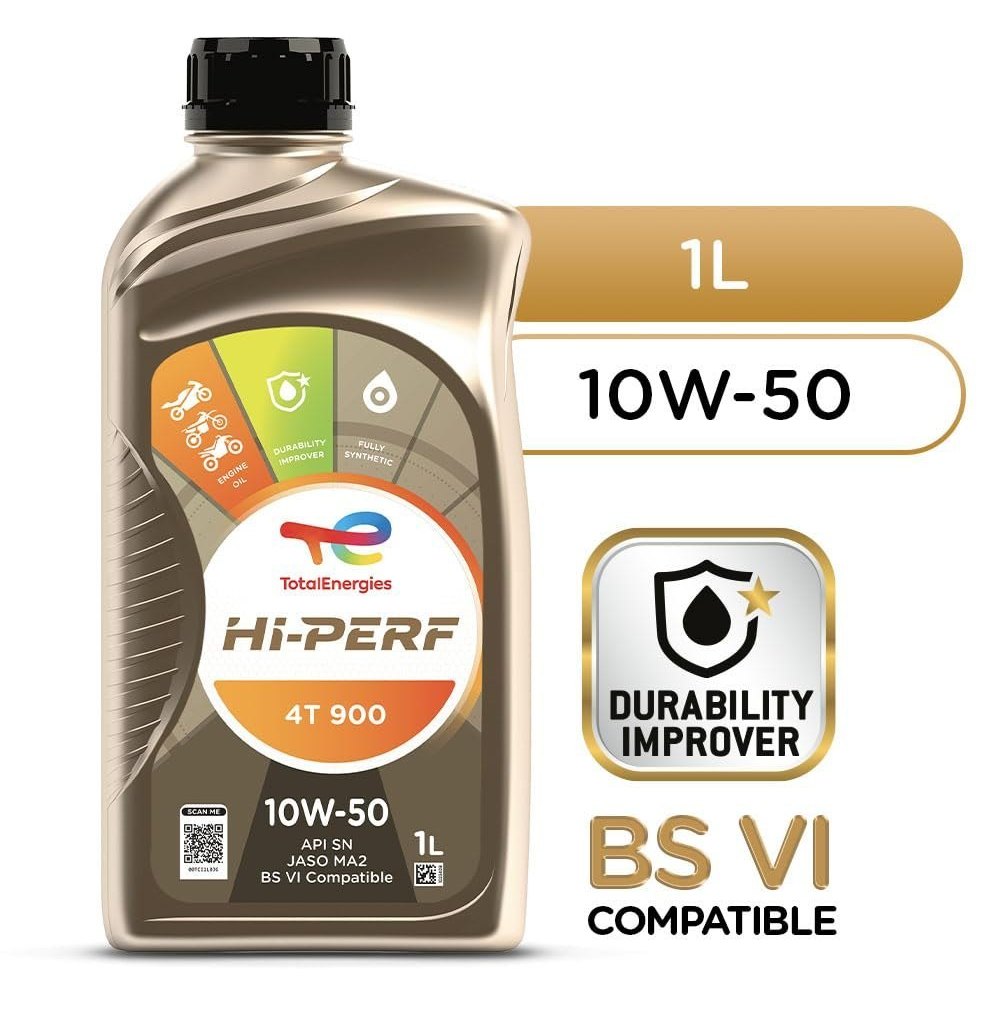 1L
10W-50
ENGINE
OIL
DURABILITY
IMPROVER
FULLY
SYNTHETIC
TotalEnergies
Hi-PERF
4T 900
10W-50
API SN
JASO MA2
BS VI Compatible
SCAN ME
1L
DURABILITY
IMPROVER
BS VI
COMPATIBLE